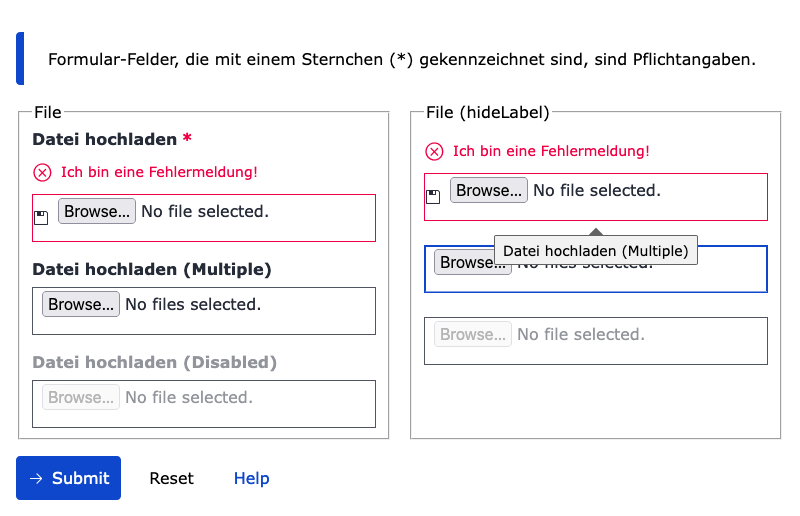 Formular-Felder, die mit einem Sternchen (*) gekennzeichnet sind, sind Pflichtangaben.
File
Datei hochladen *
Ich bin eine Fehlermeldung!
Browse... No file selected.
Datei hochladen (Multiple)
Browse... No files selected.
Datei hochladen (Disabled)
Browse... No file selected.
File (hideLabel)
Ich bin eine Fehlermeldung!
Browse... No file selected.
Datei hochladen (Multiple)
Browse... No files selected.
Browse... No file selected.
Submit Reset Help